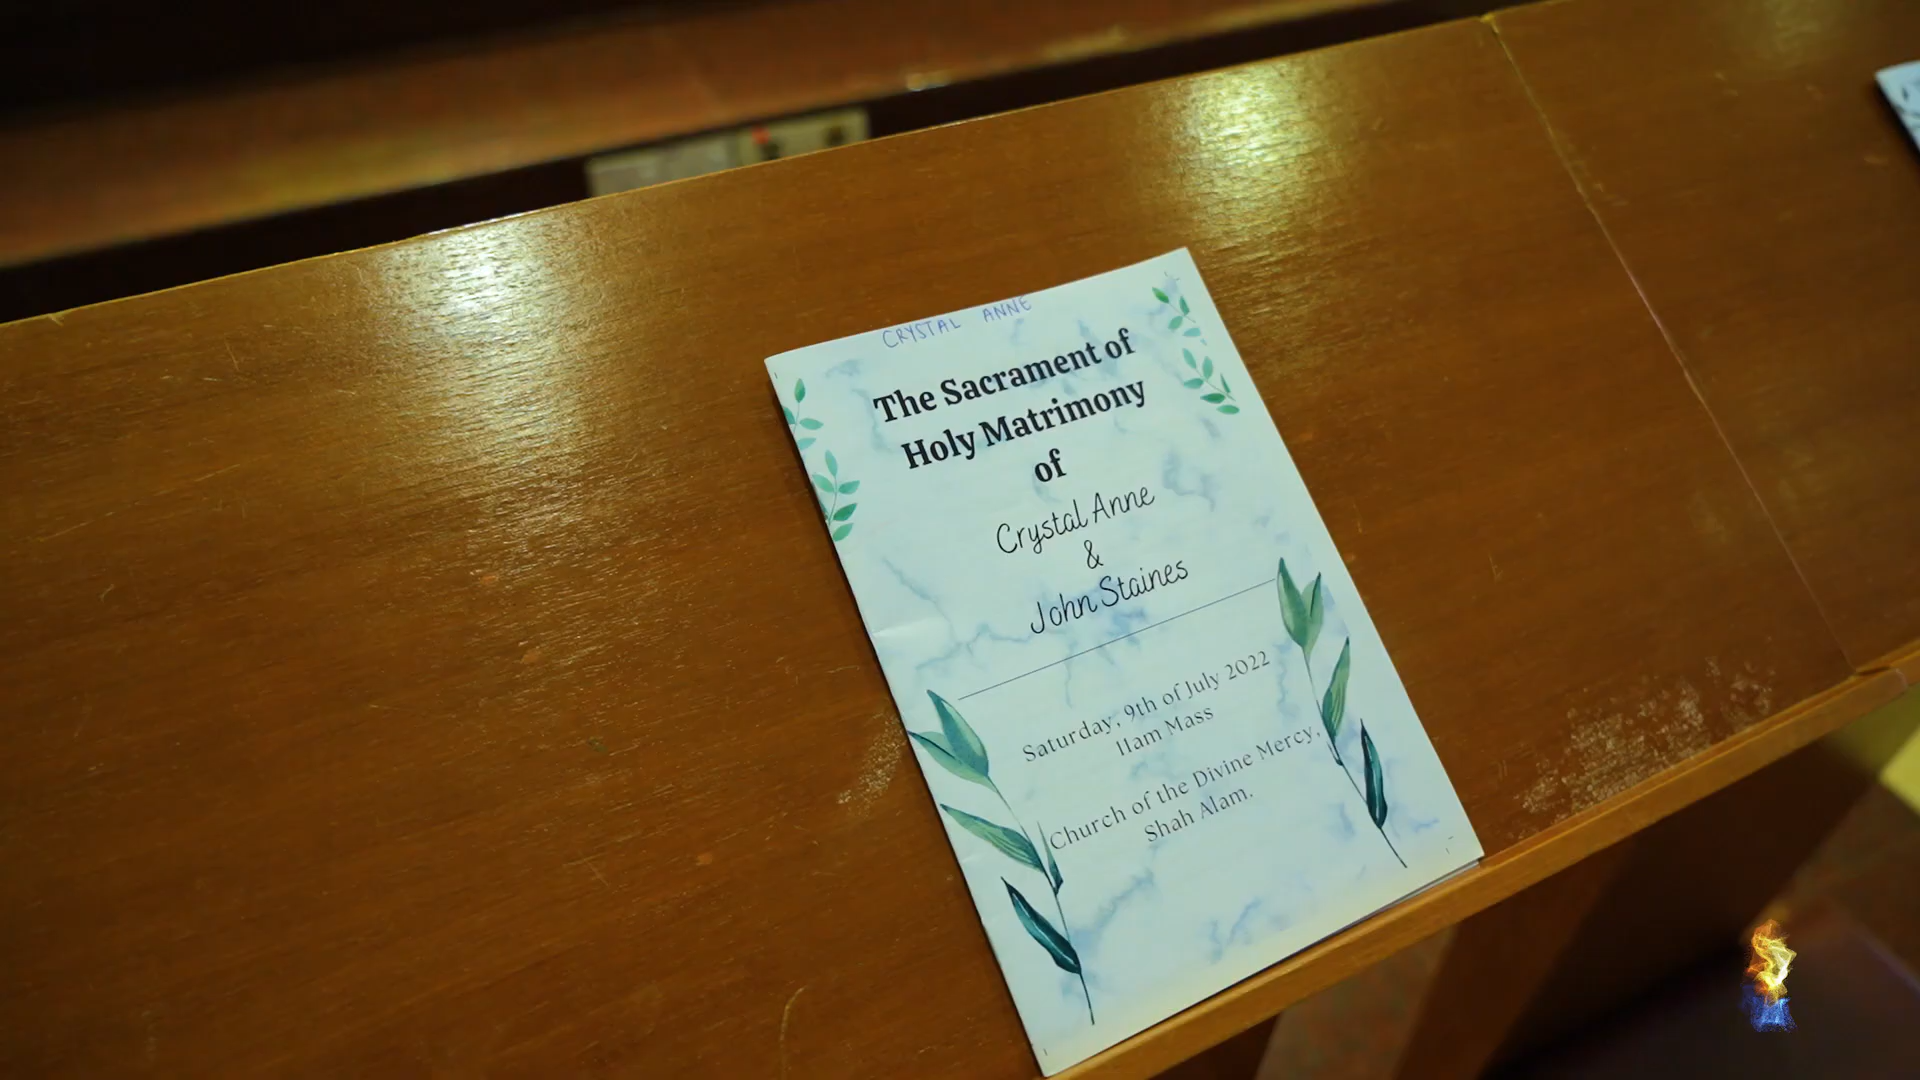 CRYSTAL ANNE
The Sacrament of
Holy Matrimony
of
Crystal Anne
&
John Staines
Saturday, 9th of July 2022
11am Mass
Church of the Divine Mercy,
Shah Alam.